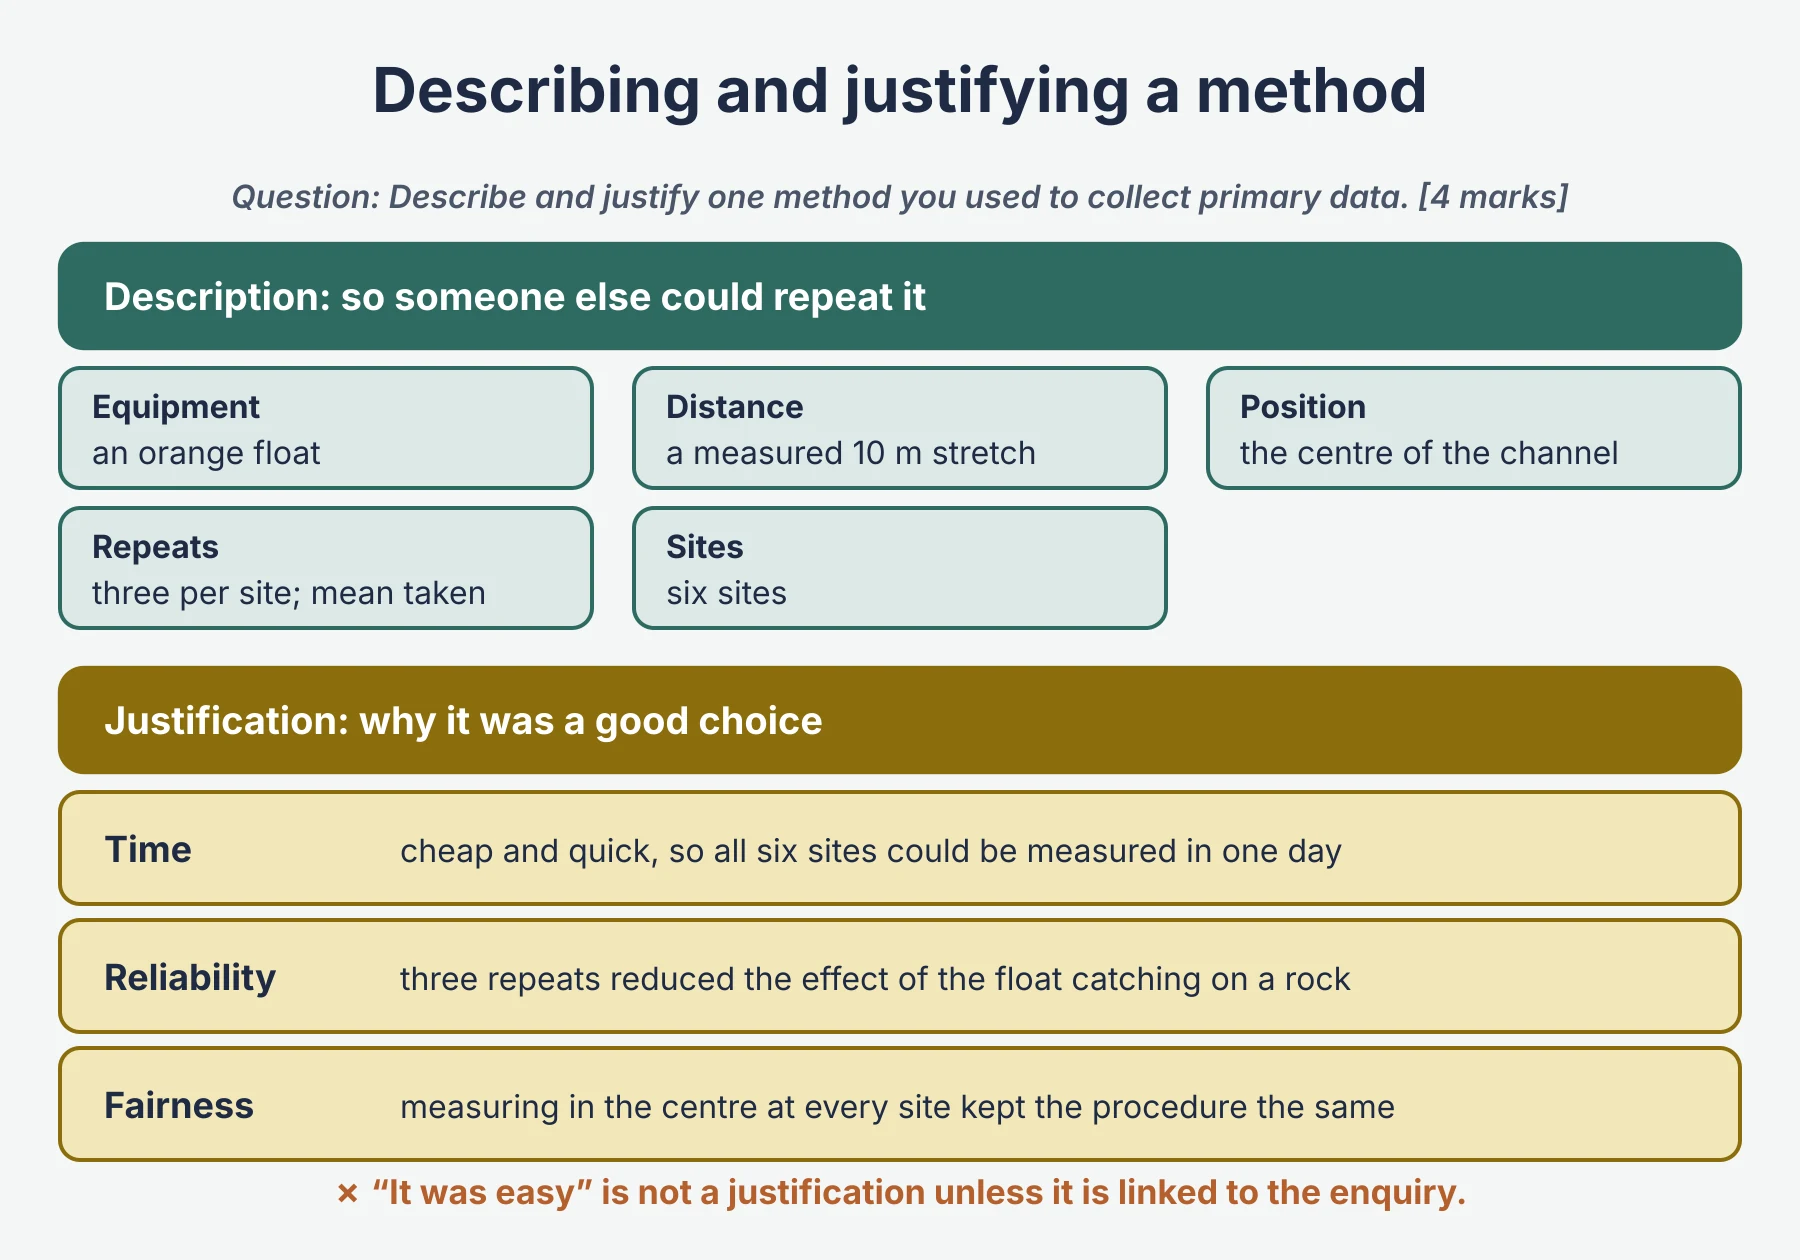 Describing and justifying a method
Question: Describe and justify one method you used to collect primary data. [4 marks]
Description: so someone else could repeat it
Equipment
an orange float
Distance
a measured 10 m stretch
Position
the centre of the channel
Repeats
three per site; mean taken
Sites
six sites
Justification: why it was a good choice
Time
cheap and quick, so all six sites could be measured in one day
Reliability
three repeats reduced the effect of the float catching on a rock
Fairness
measuring in the centre at every site kept the procedure the same
× “It was easy” is not a justification unless it is linked to the enquiry.